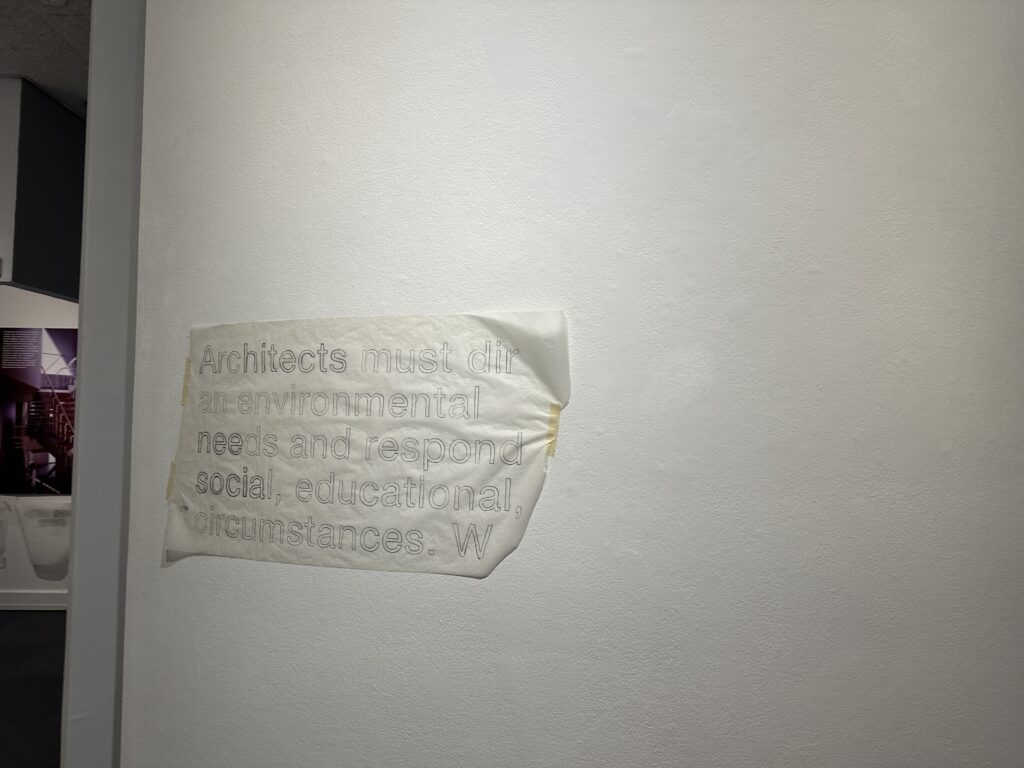 Architects must dir
an environmental
needs and respond
social, educational,
circumstances. W